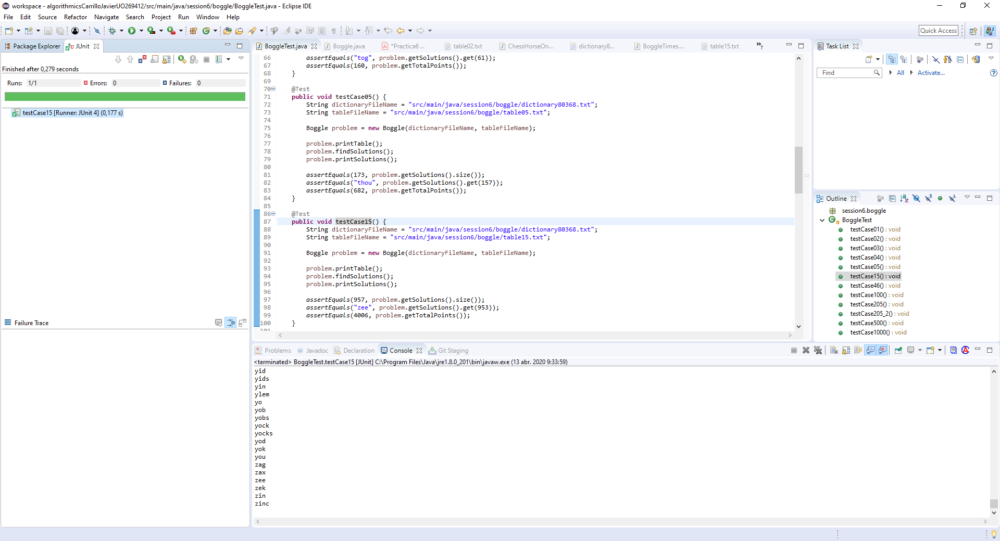 workspace - algorithmicsCarrilloJavierUO269412/src/main/java/session6/boggle/BoggleTest.java - Eclipse IDE
File Edit Source Refactor Navigate Search Project Run Window Help
Quick Access
Package Explorer JUnit
Finished after 0,279 seconds
Runs: 1/1 Errors: 0 Failures: 0
testCase15 [Runner: JUnit 4] (0,177 s)
Failure Trace
BoggleTest.java Boggle.java *Practica6 ... table02.txt ChessHorseOn... dictionary8... BoggleTimes.... table15.txt »7
66 assertEquals("tog", problem.getSolutions().get(61));
67 assertEquals(160, problem.getTotalPoints());
68 }
69
70 @Test
71 public void testCase05() {
72 String dictionaryFileName = "src/main/java/session6/boggle/dictionary80368.txt";
73 String tableFileName = "src/main/java/session6/boggle/table05.txt";
74
75 Boggle problem = new Boggle(dictionaryFileName, tableFileName);
76
77 problem.printTable();
78 problem.findSolutions();
79 problem.printSolutions();
80
81 assertEquals(173, problem.getSolutions().size());
82 assertEquals("thou", problem.getSolutions().get(157));
83 assertEquals(682, problem.getTotalPoints());
84 }
85
86 @Test
87 public void testCase15() {
88 String dictionaryFileName = "src/main/java/session6/boggle/dictionary80368.txt";
89 String tableFileName = "src/main/java/session6/boggle/table15.txt";
90
91 Boggle problem = new Boggle(dictionaryFileName, tableFileName);
92
93 problem.printTable();
94 problem.findSolutions();
95 problem.printSolutions();
96
97 assertEquals(957, problem.getSolutions().size());
98 assertEquals("zee", problem.getSolutions().get(953));
99 assertEquals(4006, problem.getTotalPoints());
100 }
101
Task List
Find All Activate...
Outline
session6.boggle
BoggleTest
testCase01() : void
testCase02() : void
testCase03() : void
testCase04() : void
testCase05() : void
testCase15() : void
testCase46() : void
testCase100() : void
testCase205() : void
testCase205_2() : void
testCase500() : void
testCase1000() : void
Problems Javadoc Declaration Console Git Staging
<terminated> BoggleTest.testCase15 [JUnit] C:\Program Files\Java\jre1.8.0_201\bin\javaw.exe (13 abr. 2020 9:33:59)
yid
yids
yin
ylem
yo
yob
yobs
yock
yocks
yod
yok
you
zag
zax
zee
zek
zin
zinc